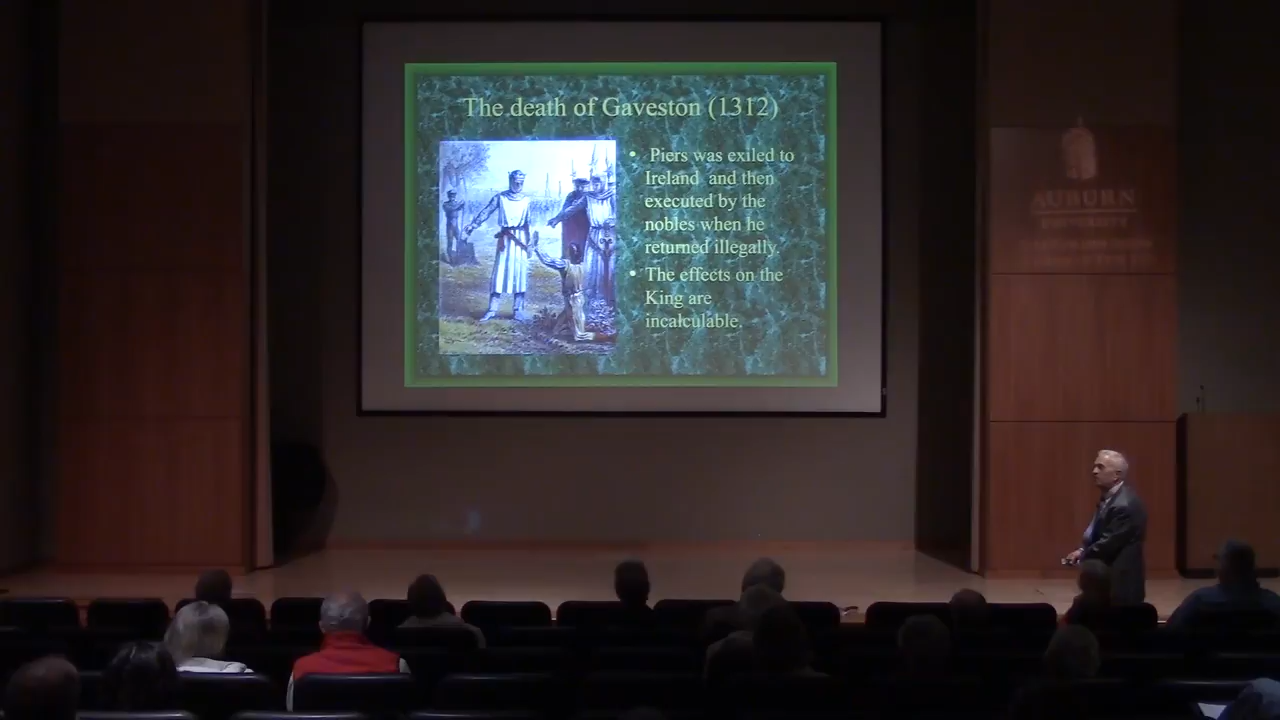 The death of Gaveston (1312)
• Piers was exiled to
Ireland and then
executed by the
nobles when he
returned illegally.
• The effects on the
King are
incalculable.
AUBURN
UNIVERSITY